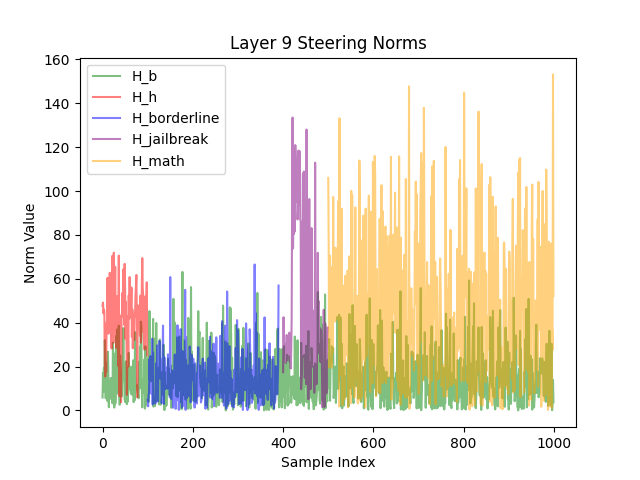 Layer 9 Steering Norms
H_b
H_h
H_borderline
H_jailbreak
H_math
Norm Value
160
140
120
100
80
60
40
20
0
0 200 400 600 800 1000
Sample Index